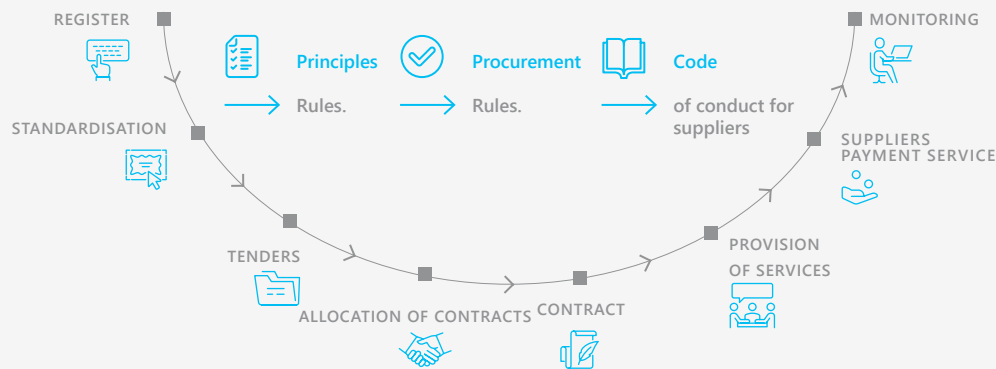 REGISTER
MONITORING
Principles
Procurement
Code
Rules.
Rules.
of conduct for
suppliers
STANDARDISATION
SUPPLIERS
PAYMENT SERVICE
TENDERS
PROVISION
OF SERVICES
ALLOCATION OF CONTRACTS
CONTRACT